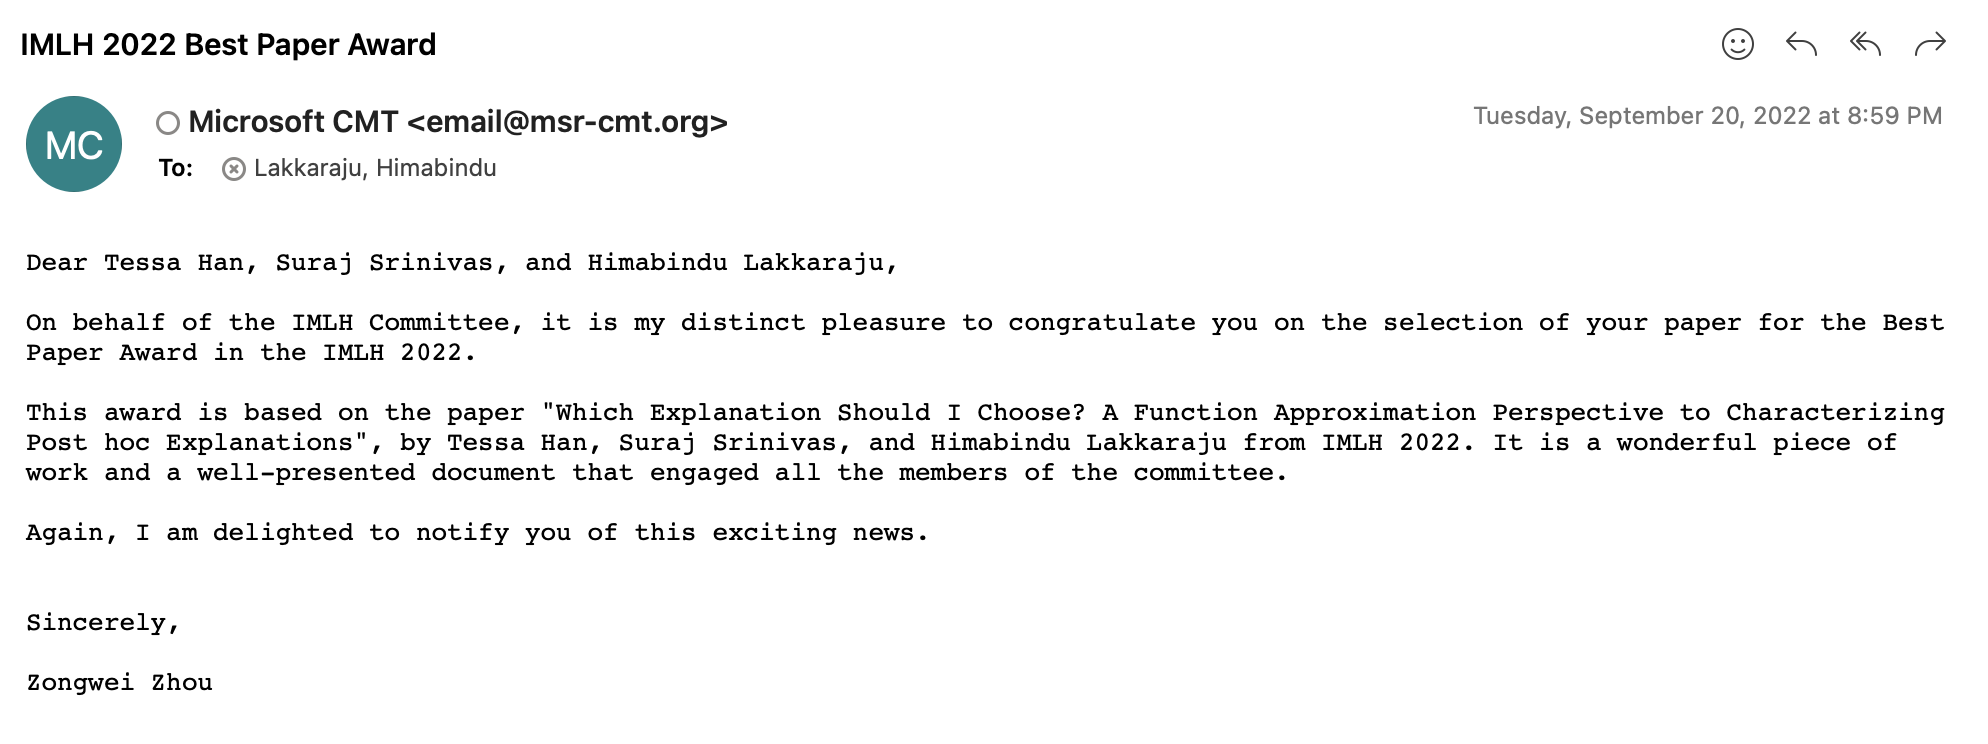 IMLH 2022 Best Paper Award
MC
Microsoft CMT <email@msr-cmt.org>
Tuesday, September 20, 2022 at 8:59 PM
To: Lakkaraju, Himabindu
Dear Tessa Han, Suraj Srinivas, and Himabindu Lakkaraju,
On behalf of the IMLH Committee, it is my distinct pleasure to congratulate you on the selection of your paper for the Best
Paper Award in the IMLH 2022.
This award is based on the paper "Which Explanation Should I Choose? A Function Approximation Perspective to Characterizing
Post hoc Explanations", by Tessa Han, Suraj Srinivas, and Himabindu Lakkaraju from IMLH 2022. It is a wonderful piece of
work and a well-presented document that engaged all the members of the committee.
Again, I am delighted to notify you of this exciting news.
Sincerely,
Zongwei Zhou